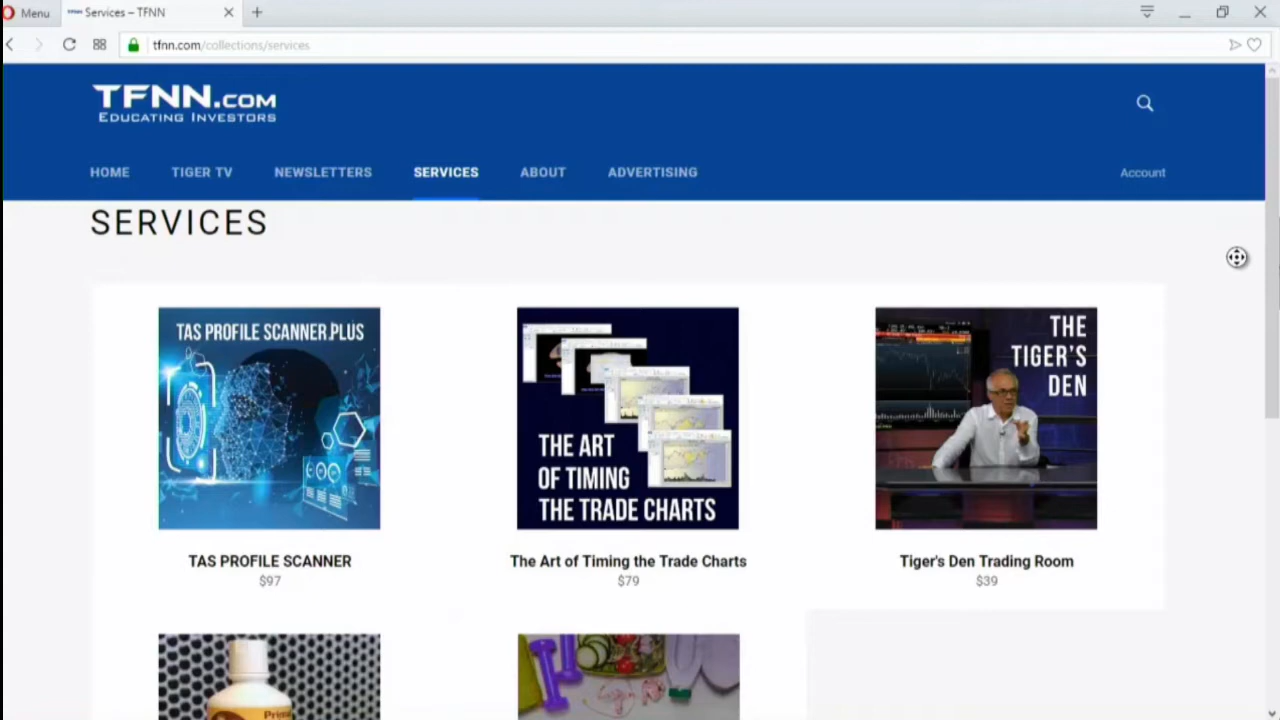 Menu
Services – TFNN
tfnn.com/collections/services
TFNN.COM
EDUCATING INVESTORS
HOME TIGER TV NEWSLETTERS SERVICES ABOUT ADVERTISING Account
SERVICES
TAS PROFILE SCANNER PLUS
THE ART
OF TIMING
THE TRADE CHARTS
THE
TIGER'S
DEN
TAS PROFILE SCANNER
$97
The Art of Timing the Trade Charts
$79
Tiger's Den Trading Room
$39